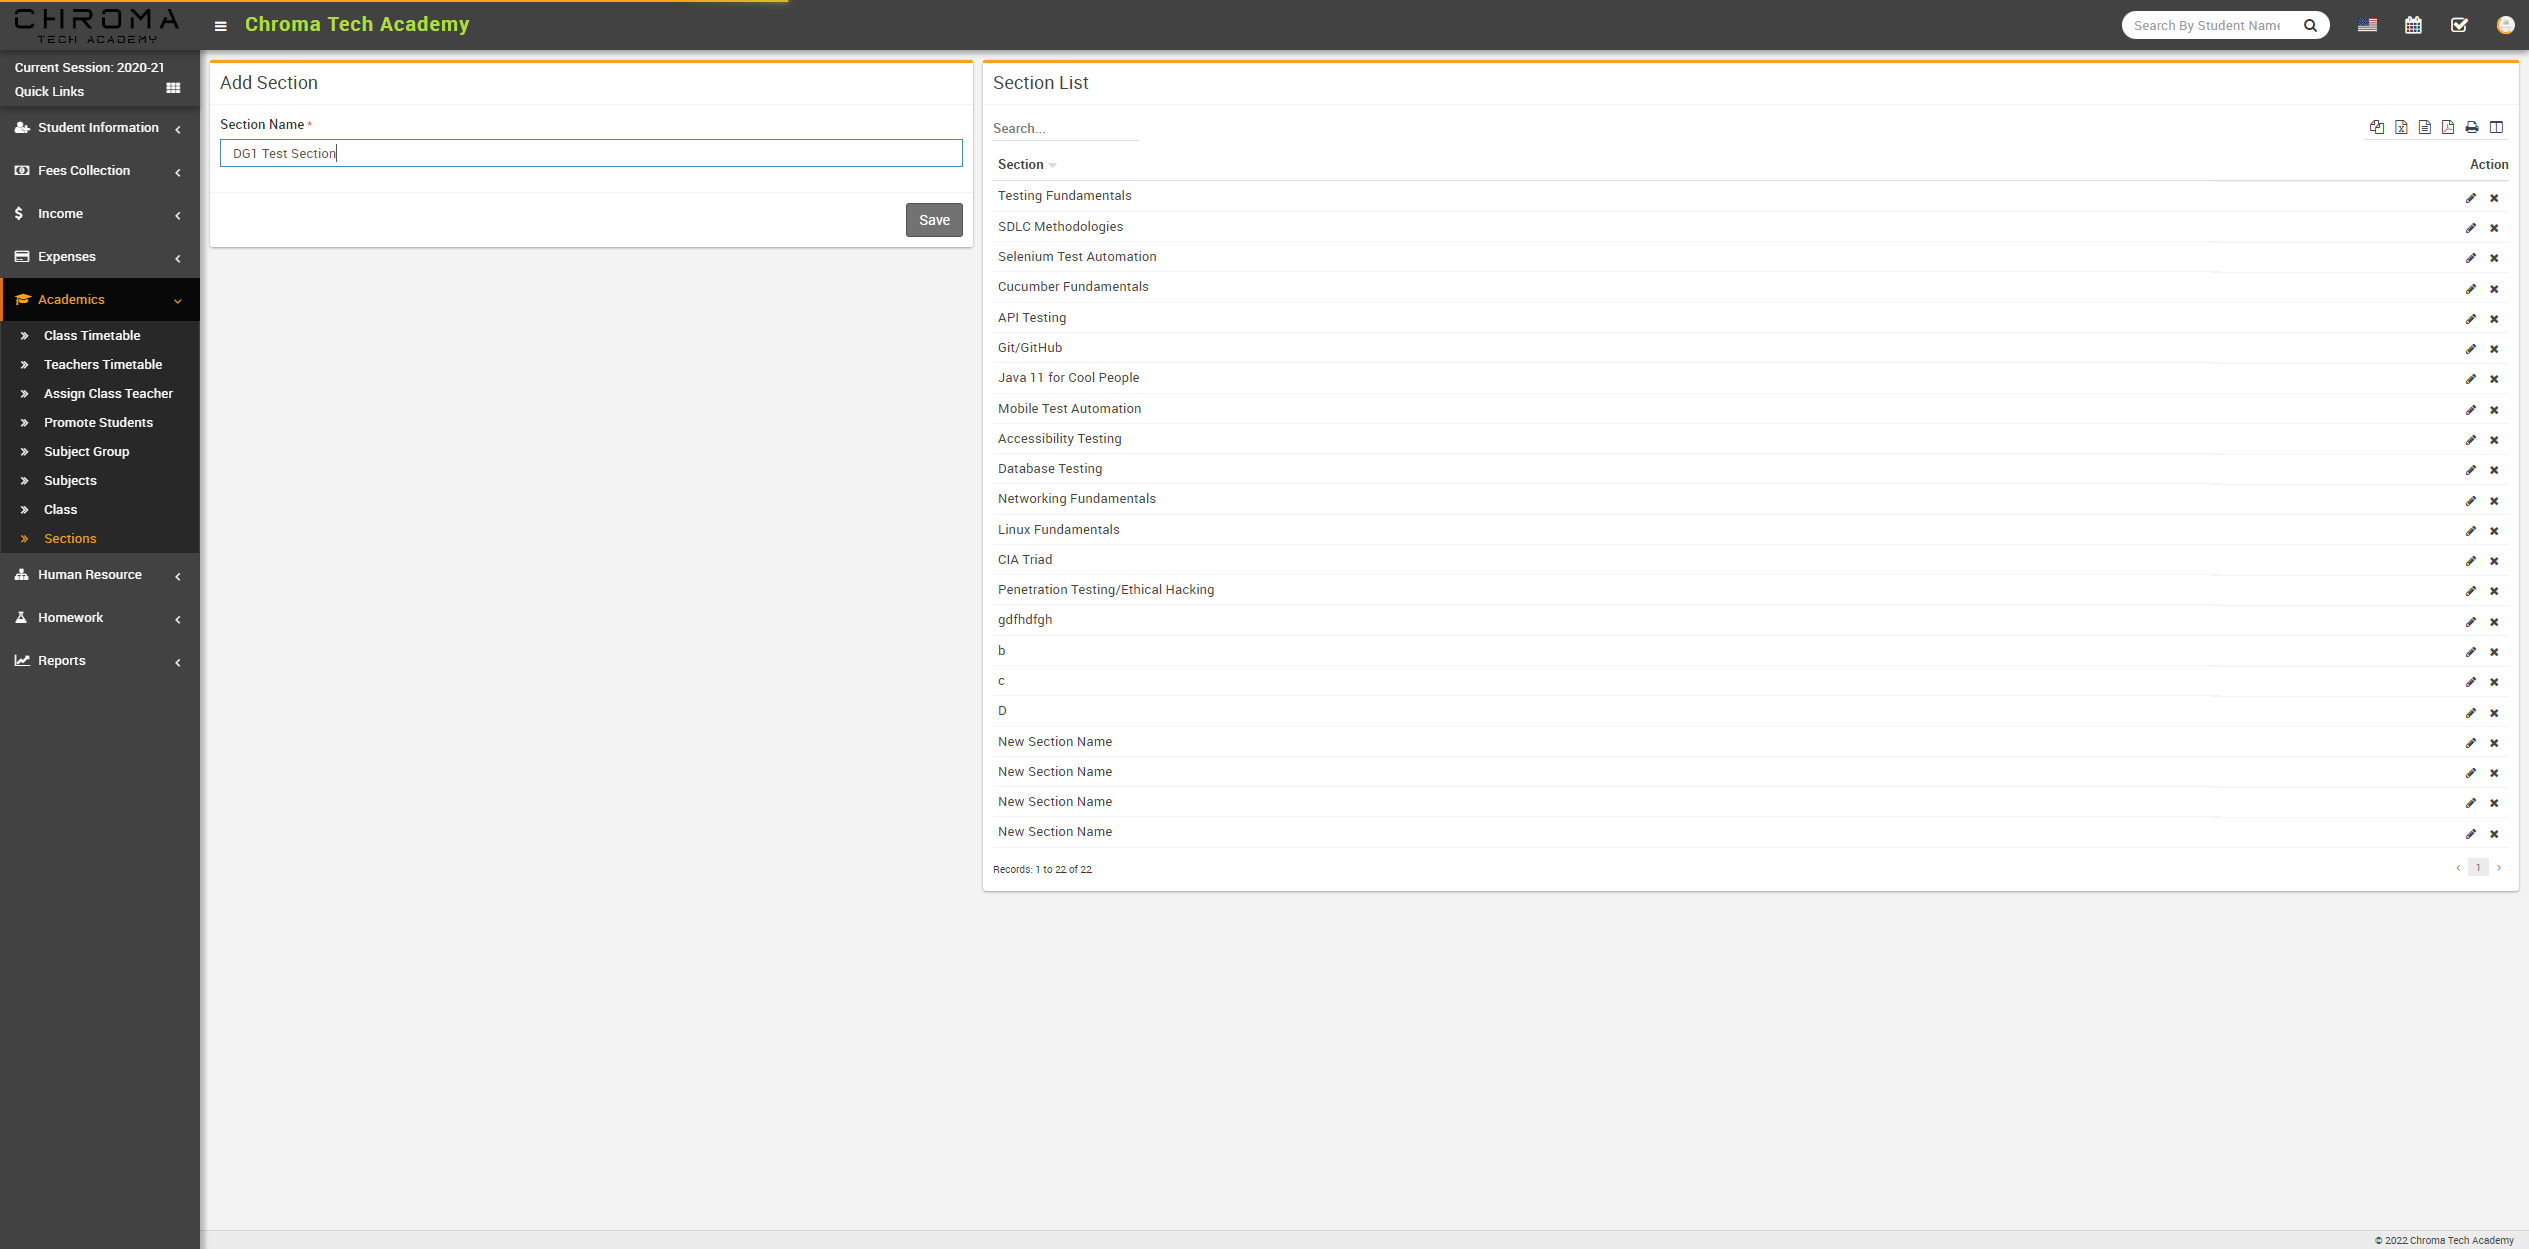 CHROMA
TECH ACADEMY
Chroma Tech Academy
Search By Student Name
Current Session: 2020-21
Quick Links
Student Information
Fees Collection
Income
Expenses
Academics
Class Timetable
Teachers Timetable
Assign Class Teacher
Promote Students
Subject Group
Subjects
Class
Sections
Human Resource
Homework
Reports
Add Section
Section Name *
DG1 Test Section
Save
Section List
Search...
Section Action
Testing Fundamentals
SDLC Methodologies
Selenium Test Automation
Cucumber Fundamentals
API Testing
Git/GitHub
Java 11 for Cool People
Mobile Test Automation
Accessibility Testing
Database Testing
Networking Fundamentals
Linux Fundamentals
CIA Triad
Penetration Testing/Ethical Hacking
gdfhdfgh
b
c
D
New Section Name
New Section Name
New Section Name
New Section Name
Records: 1 to 22 of 22
1
© 2022 Chroma Tech Academy